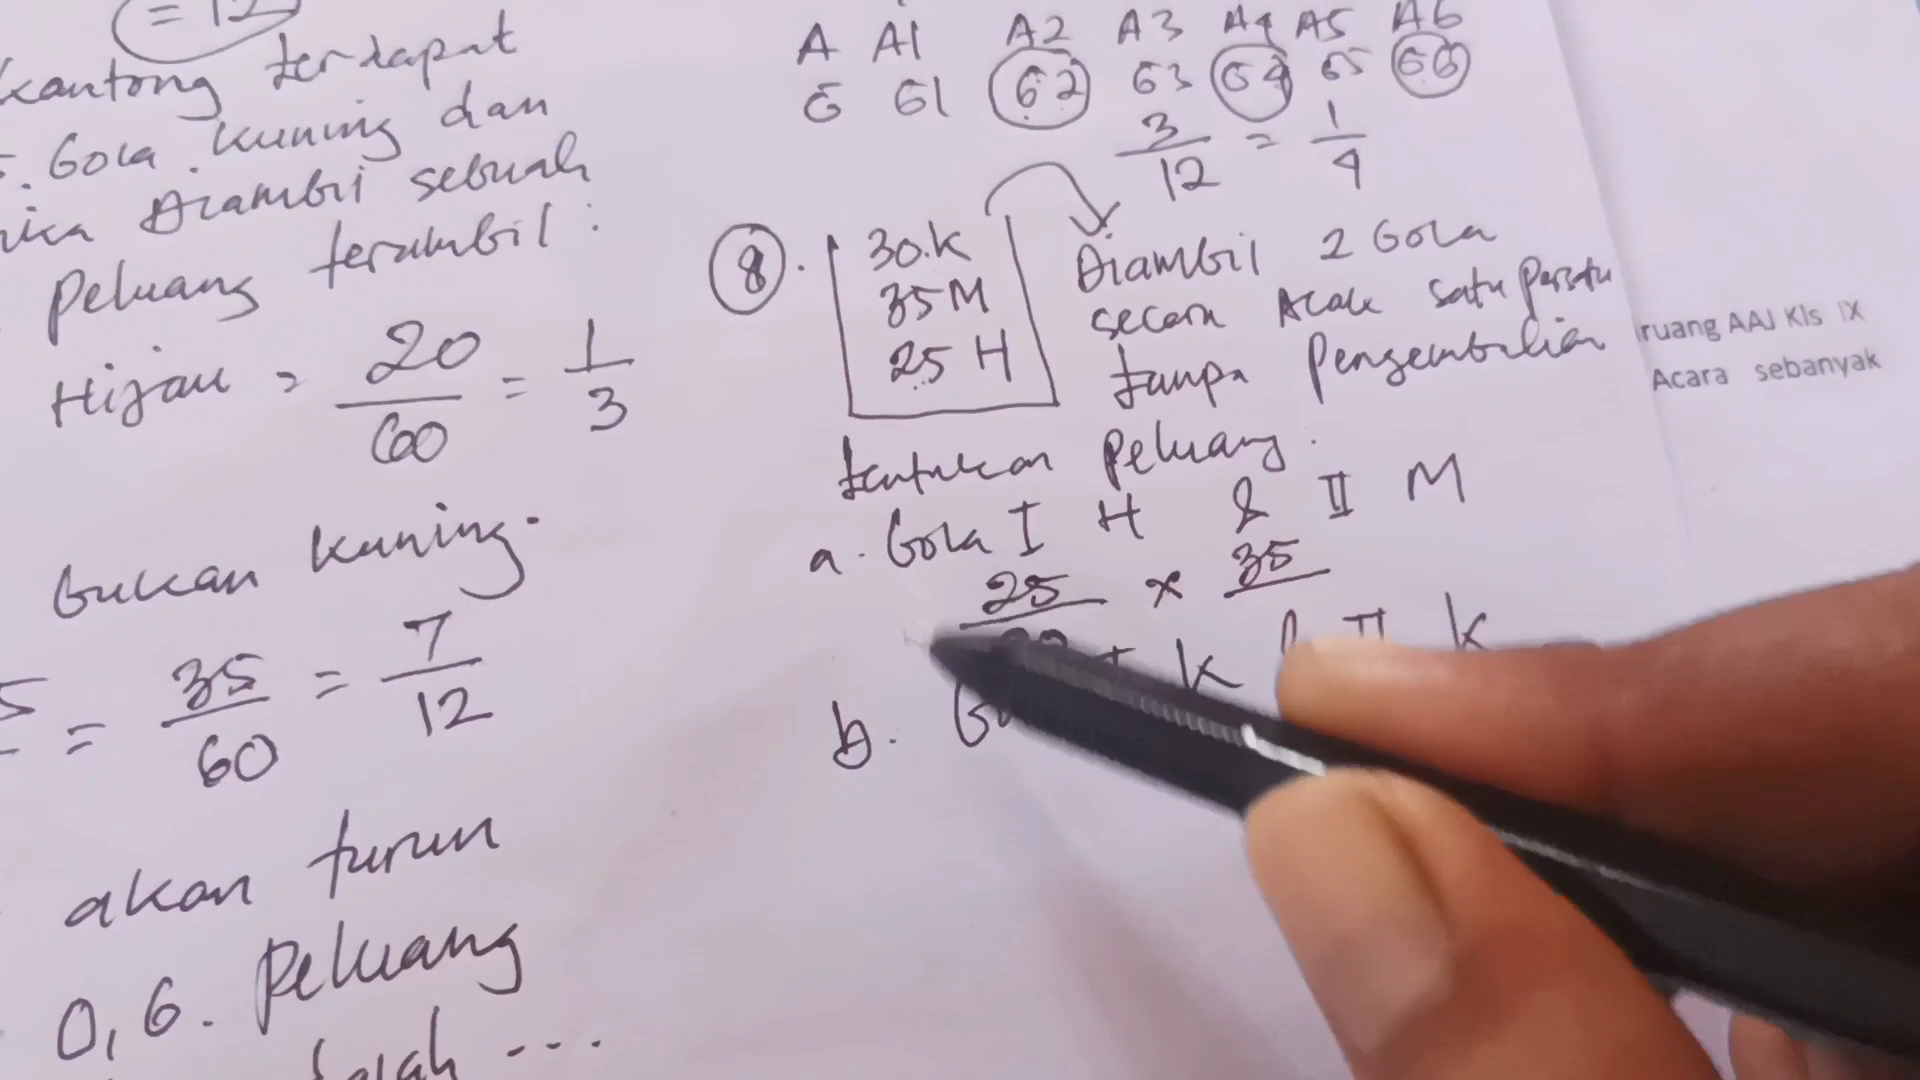 = 12
kantong terdapat
bola kuning dan
Diambil sebuah
Peluang terambil :
Hijau = 20/60 = 1/3
bukan kuning.
= 35/60 = 7/12
akan turun
0,6. Peluang
...
A A1 A2 A3 A4 A5 A6
G G1 G2 G3 G4 G5 G6
3/12 = 1/4
8. 30.K
35M
25 H
Diambil 2 bola
secara Acak satu persatu
tanpa Pengembalian
tentukan Peluang.
a. bola I H & II M
25 × 35
b. I K & II K
ruang AAJ Kls IX
Acara sebanyak